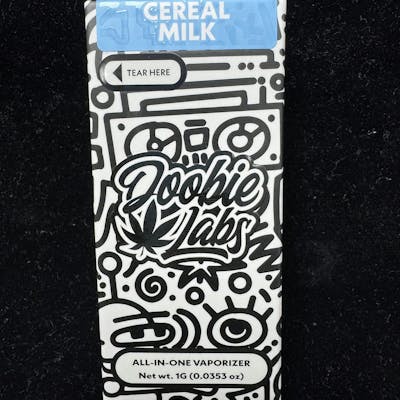 CEREAL
MILK
TEAR HERE
Doobie
Labs
ALL-IN-ONE VAPORIZER
Net wt. 1G (0.0353 oz)